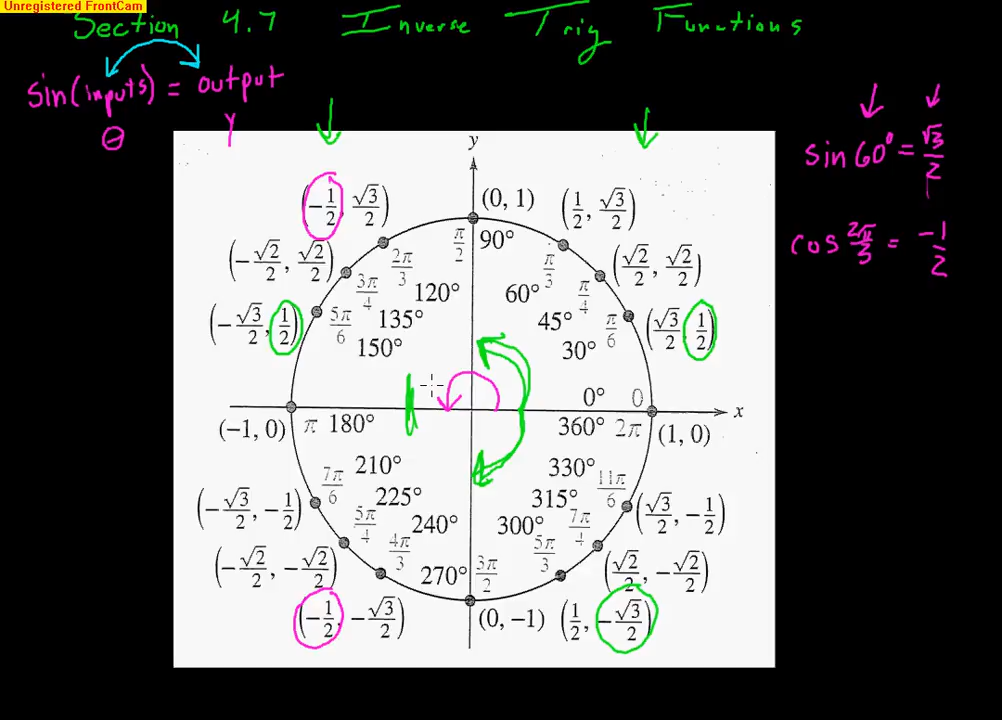 Unregistered FrontCam
Section 4.7 Inverse Trig Functions
sin(inputs) = output
θ y
sin 60° = √3/2
cos 2π/3 = -1/2
y
(-1/2, √3/2) (0, 1) (1/2, √3/2)
(-√2/2, √2/2) π/2 90° (√2/2, √2/2)
2π/3 120° 60° π/3
3π/4 135° 45° π/4
(-√3/2, 1/2) 5π/6 150° 30° π/6 (√3/2, 1/2)
0° 0 x
(-1, 0) π 180° 360° 2π (1, 0)
7π/6 210° 330° 11π/6
(-√3/2, -1/2) 225° 315° (√3/2, -1/2)
5π/4 240° 300° 7π/4
4π/3 5π/3
(-√2/2, -√2/2) 270° 3π/2 (√2/2, -√2/2)
(-1/2, -√3/2) (0, -1) (1/2, -√3/2)